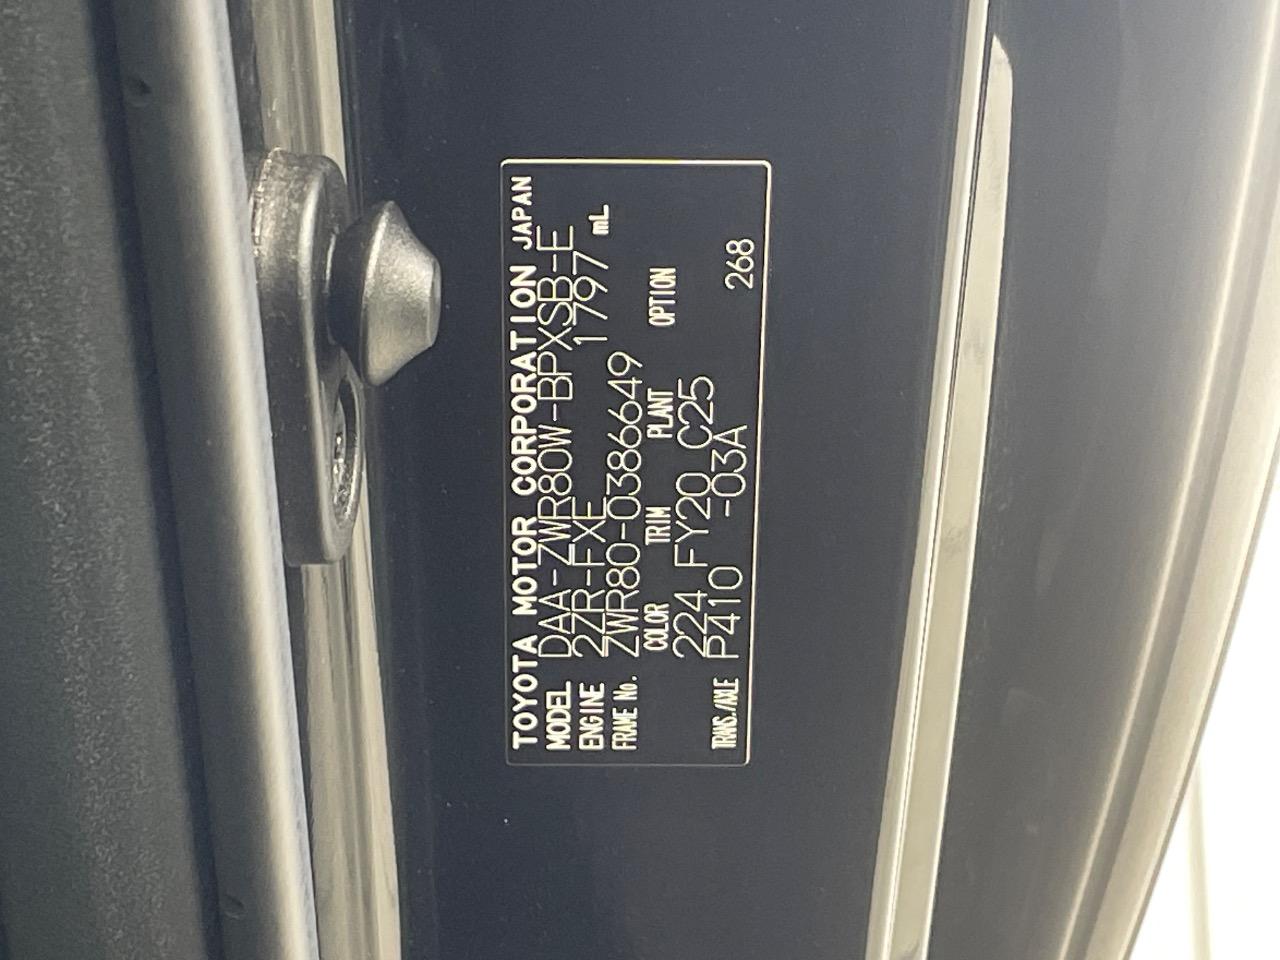 TOYOTA MOTOR CORPORATION JAPAN
MODEL DAA-ZWR80W-BPXSB-E
ENGINE 2ZR-FXE 1797 mL
FRAME No. ZWR80-0386649
COLOR TRIM PLANT OPTION
224 FY20 C25
TRANS./AXLE P410 -03A 268